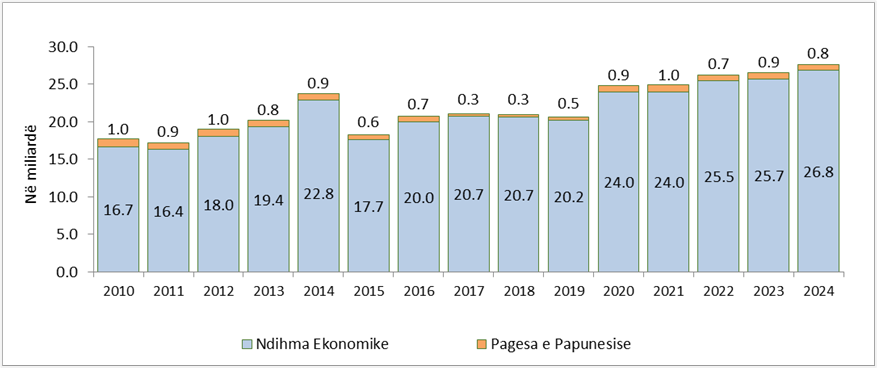 Në miliardë
30.0
25.0
20.0
15.0
10.0
5.0
0.0
1.0 0.9 1.0 0.8 0.9 0.6 0.7 0.3 0.3 0.5 0.9 1.0 0.7 0.9 0.8
16.7 16.4 18.0 19.4 22.8 17.7 20.0 20.7 20.7 20.2 24.0 24.0 25.5 25.7 26.8
2010 2011 2012 2013 2014 2015 2016 2017 2018 2019 2020 2021 2022 2023 2024
Ndihma Ekonomike Pagesa e Papunesise